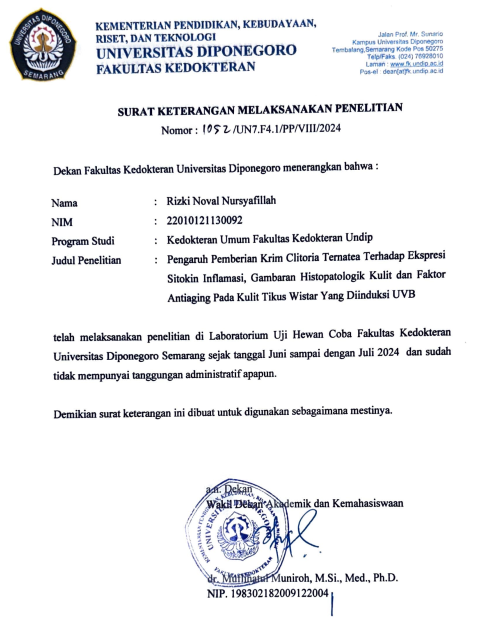 UNIVERSITAS DIPONEGORO
SEMARANG
KEMENTERIAN PENDIDIKAN, KEBUDAYAAN,
RISET, DAN TEKNOLOGI
UNIVERSITAS DIPONEGORO
FAKULTAS KEDOKTERAN
Jalan Prof. Mr. Sunario
Kampus Universitas Diponegoro
Tembalang,Semarang Kode Pos 50275
Telp/Faks. (024) 76928010
Laman : www.fk.undip.ac.id
Pos-el : dean[at]fk.undip.ac.id
SURAT KETERANGAN MELAKSANAKAN PENELITIAN
Nomor : 1052 /UN7.F4.1/PP/VIII/2024
Dekan Fakultas Kedokteran Universitas Diponegoro menerangkan bahwa :
Nama : Rizki Noval Nursyafillah
NIM : 22010121130092
Program Studi : Kedokteran Umum Fakultas Kedokteran Undip
Judul Penelitian : Pengaruh Pemberian Krim Clitoria Ternatea Terhadap Ekspresi
Sitokin Inflamasi, Gambaran Histopatologik Kulit dan Faktor
Antiaging Pada Kulit Tikus Wistar Yang Diinduksi UVB
telah melaksanakan penelitian di Laboratorium Uji Hewan Coba Fakultas Kedokteran
Universitas Diponegoro Semarang sejak tanggal Juni sampai dengan Juli 2024 dan sudah
tidak mempunyai tanggungan administratif apapun.
Demikian surat keterangan ini dibuat untuk digunakan sebagaimana mestinya.
a.n. Dekan
Wakil Dekan Akademik dan Kemahasiswaan
dr. Muflihatul Muniroh, M.Si., Med., Ph.D.
NIP. 198302182009122004